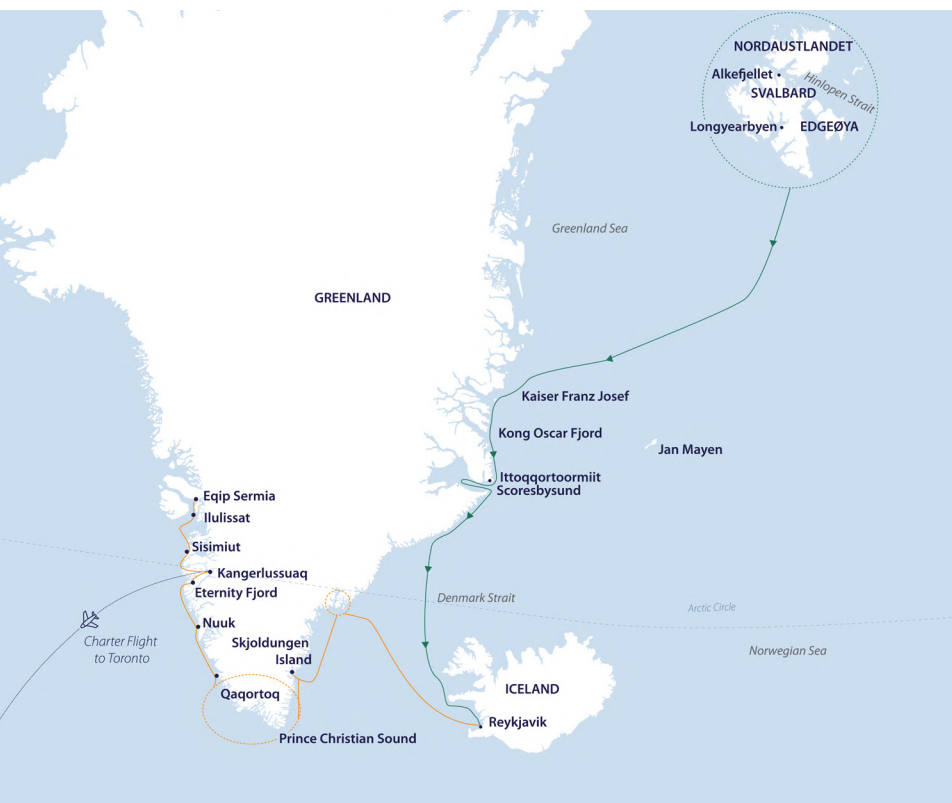 NORDAUSTLANDET
Alkefjellet
Hinlopen Strait
SVALBARD
Longyearbyen
EDGEØYA
Greenland Sea
GREENLAND
Kaiser Franz Josef
Kong Oscar Fjord
Jan Mayen
Ittoqqortoormiit
Scoresbysund
Eqip Sermia
Ilulissat
Sisimiut
Kangerlussuaq
Eternity Fjord
Denmark Strait
Arctic Circle
Nuuk
Charter Flight
to Toronto
Skjoldungen
Island
Norwegian Sea
Qaqortoq
ICELAND
Reykjavik
Prince Christian Sound